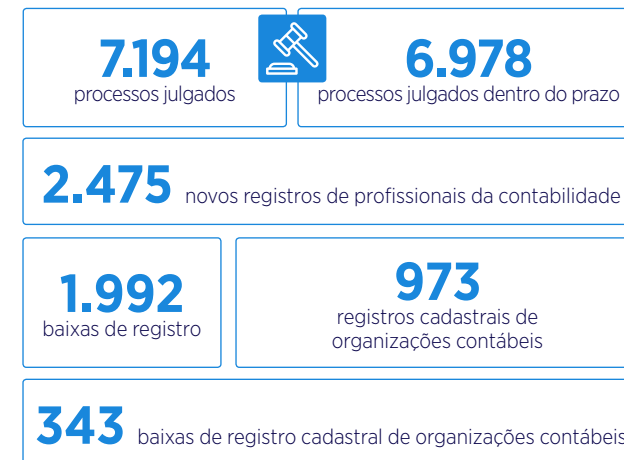 7.194
processos julgados
6.978
processos julgados dentro do prazo
2.475 novos registros de profissionais da contabilidade
1.992
baixas de registro
973
registros cadastrais de
organizações contábeis
343 baixas de registro cadastral de organizações contábeis